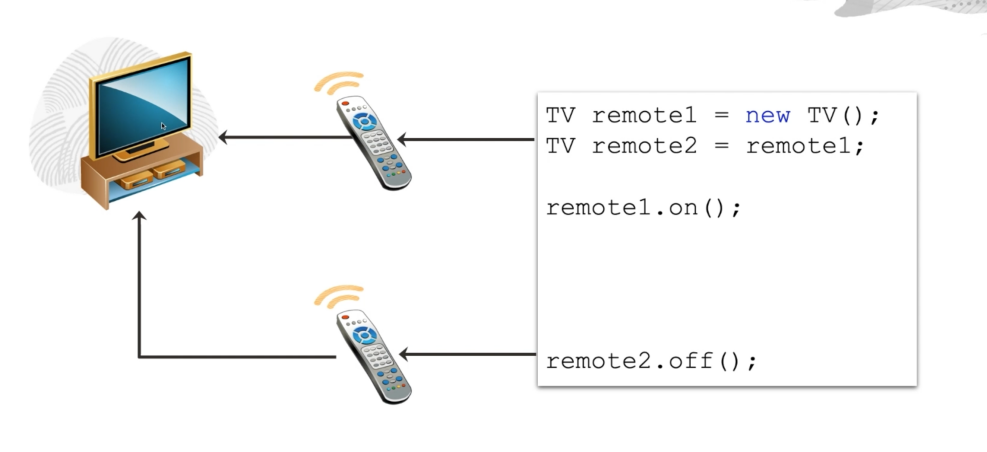 TV remote1 = new TV();
TV remote2 = remote1;
remote1.on();
remote2.off();